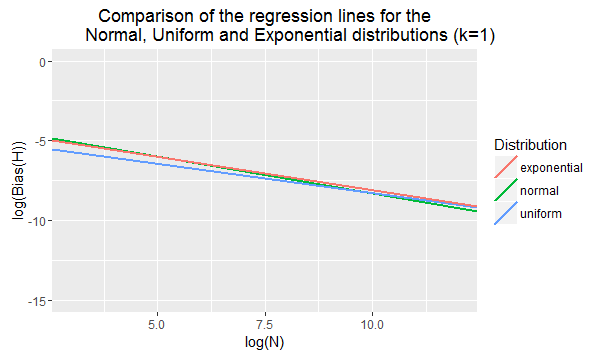 Comparison of the regression lines for the
Normal, Uniform and Exponential distributions (k=1)
0
-5
-10
-15
log(Bias(H))
5.0
7.5
10.0
log(N)
Distribution
exponential
normal
uniform